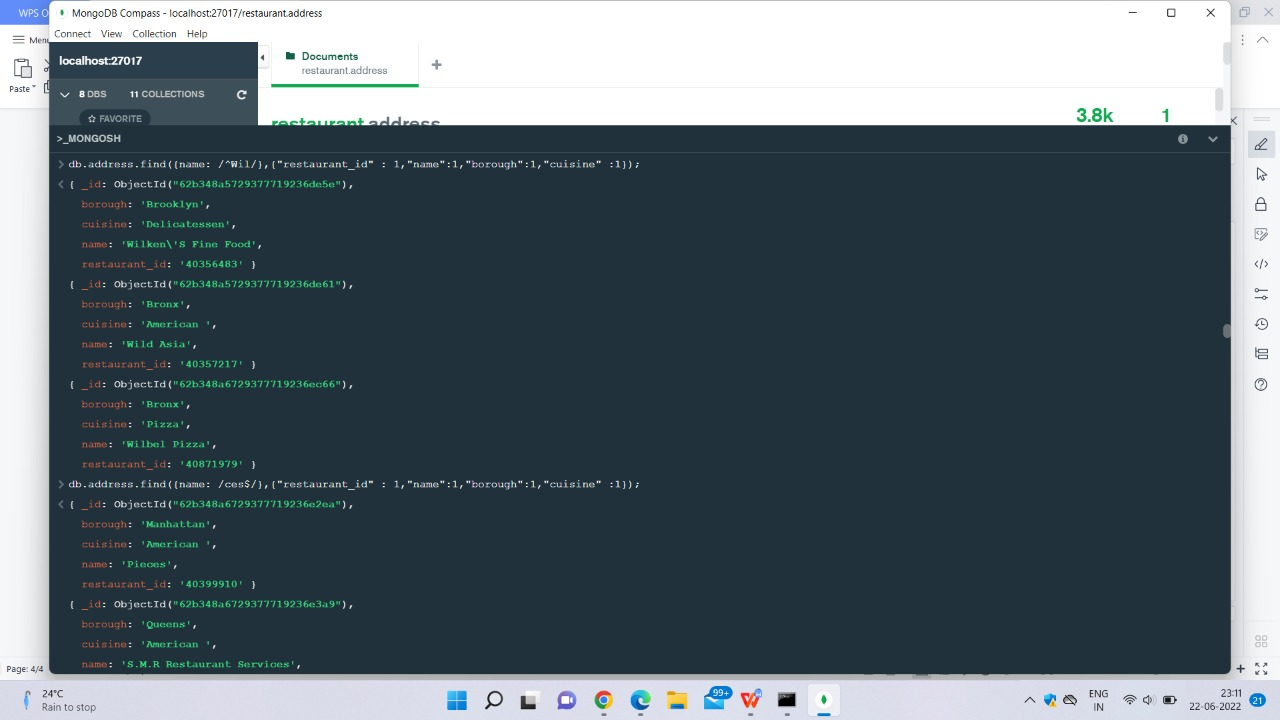 WPS O
MongoDB Compass - localhost:27017/restaurant.address
Menu
Connect View Collection Help
localhost:27017
Documents
restaurant.address
Paste
8 DBS 11 COLLECTIONS
FAVORITE
restaurant.address
3.8k 1
>_MONGOSH
> db.address.find({name: /^Wil/},{"restaurant_id" : 1,"name":1,"borough":1,"cuisine" :1});
< { _id: ObjectId("62b348a5729377719236de5e"),
borough: 'Brooklyn',
cuisine: 'Delicatessen',
name: 'Wilken\'S Fine Food',
restaurant_id: '40356483' }
{ _id: ObjectId("62b348a5729377719236de61"),
borough: 'Bronx',
cuisine: 'American ',
name: 'Wild Asia',
restaurant_id: '40357217' }
{ _id: ObjectId("62b348a6729377719236ec66"),
borough: 'Bronx',
cuisine: 'Pizza',
name: 'Wilbel Pizza',
restaurant_id: '40871979' }
> db.address.find({name: /ces$/},{"restaurant_id" : 1,"name":1,"borough":1,"cuisine" :1});
< { _id: ObjectId("62b348a6729377719236e2ea"),
borough: 'Manhattan',
cuisine: 'American ',
name: 'Pieces',
restaurant_id: '40399910' }
{ _id: ObjectId("62b348a6729377719236e3a9"),
borough: 'Queens',
cuisine: 'American ',
name: 'S.M.R Restaurant Services',
Page: 4/4
24°C
Rain to stop
99+
ENG
IN
23:11
22-06-2022
21